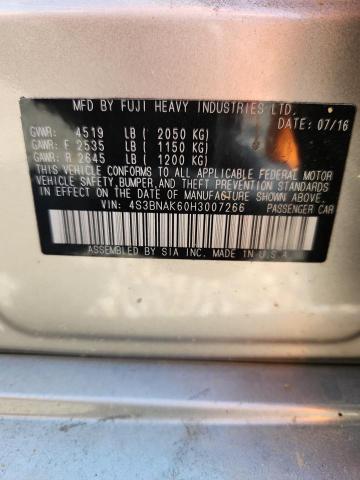 MFD BY FUJI HEAVY INDUSTRIES LTD.
DATE: 07/16
GVWR: 4519 LB ( 2050 KG)
GAWR: F 2535 LB ( 1150 KG)
GAWR: R 2645 LB ( 1200 KG)
THIS VEHICLE CONFORMS TO ALL APPLICABLE FEDERAL MOTOR
VEHICLE SAFETY, BUMPER, AND THEFT PREVENTION STANDARDS
IN EFFECT ON THE DATE OF MANUFACTURE SHOWN ABOVE.
VIN: 4S3BNAK60H3007266 PASSENGER CAR
ASSEMBLED BY SIA INC. MADE IN U.S.A.